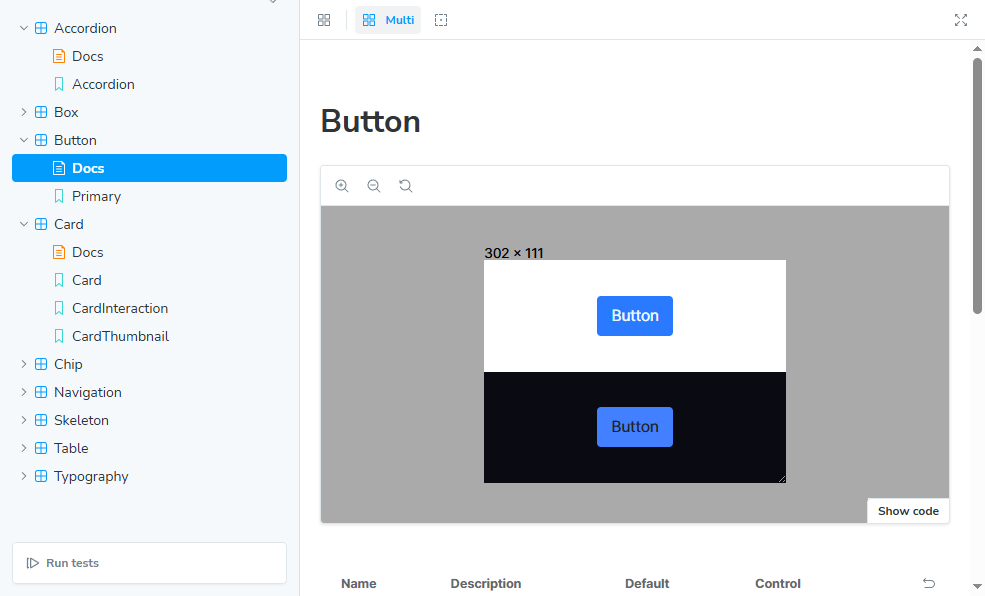 Accordion
Docs
Accordion
Box
Button
Docs
Primary
Card
Docs
Card
CardInteraction
CardThumbnail
Chip
Navigation
Skeleton
Table
Typography
Run tests
Multi
Button
302 × 111
Button
Button
Show code
Name Description Default Control